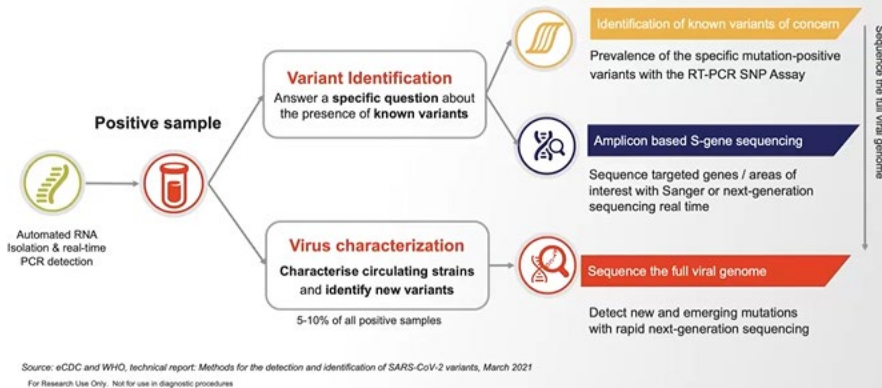 Positive sample
Automated RNA
Isolation & real-time
PCR detection
Variant Identification
Answer a specific question about
the presence of known variants
Virus characterization
Characterise circulating strains
and identify new variants
5-10% of all positive samples
Identification of known variants of concern
Prevalence of the specific mutation-positive
variants with the RT-PCR SNP Assay
Amplicon based S-gene sequencing
Sequence targeted genes / areas of
interest with Sanger or next-generation
sequencing real time
Sequence the full viral genome
Detect new and emerging mutations
with rapid next-generation sequencing
Sequence the full viral genome
Source: eCDC and WHO, technical report: Methods for the detection and identification of SARS-CoV-2 variants, March 2021
For Research Use Only. Not for use in diagnostic procedures